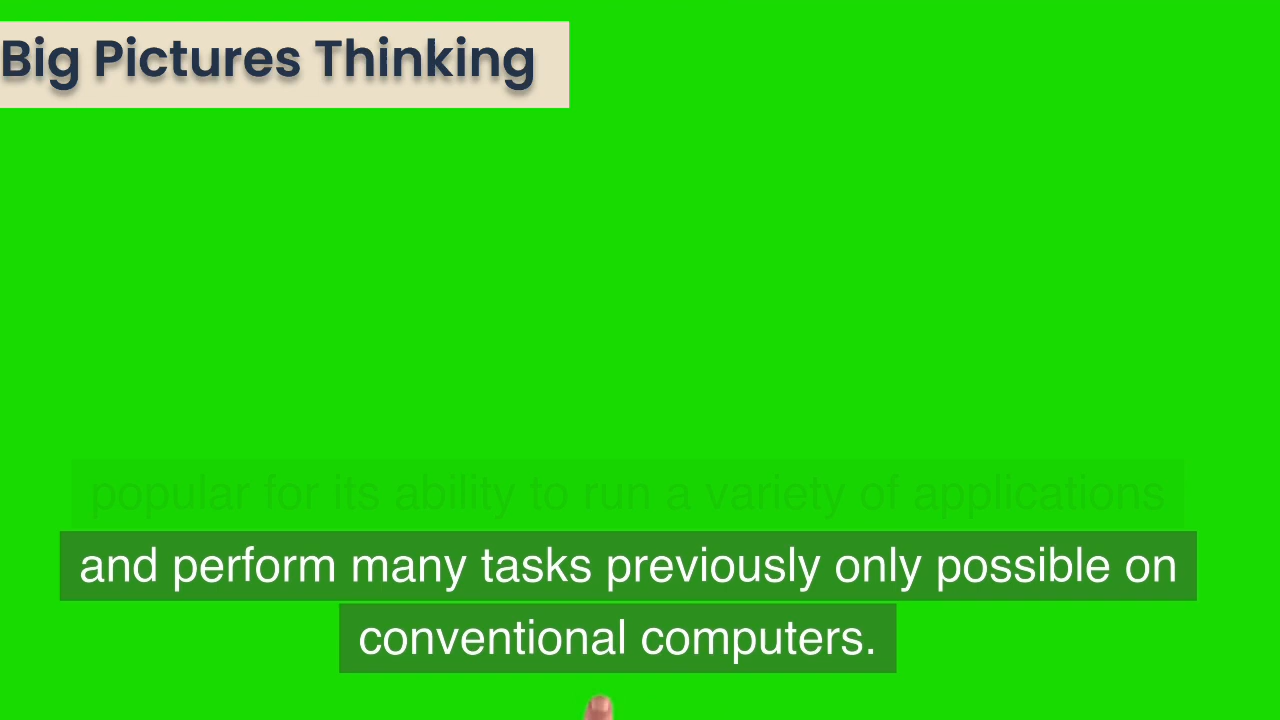 Big Pictures Thinking
popular for its ability to run a variety of applications
and perform many tasks previously only possible on
conventional computers.